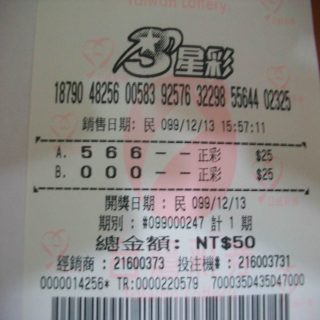 Taiwan Lottery.
3星彩
18790 48256 00583 92576 32298 55644 02325
銷售日期: 民 099/12/13 15:57:11
A. 5 6 6 -- 正彩 $25
B. 0 0 0 -- 正彩 $25
開獎日期 : 民 099/12/13
期別 : #099000247 計 1 期
總金額: NT$50
經銷商 : 21600373 投注機# : 216003731
0000014256* TR:0000220579 700035D435D47000